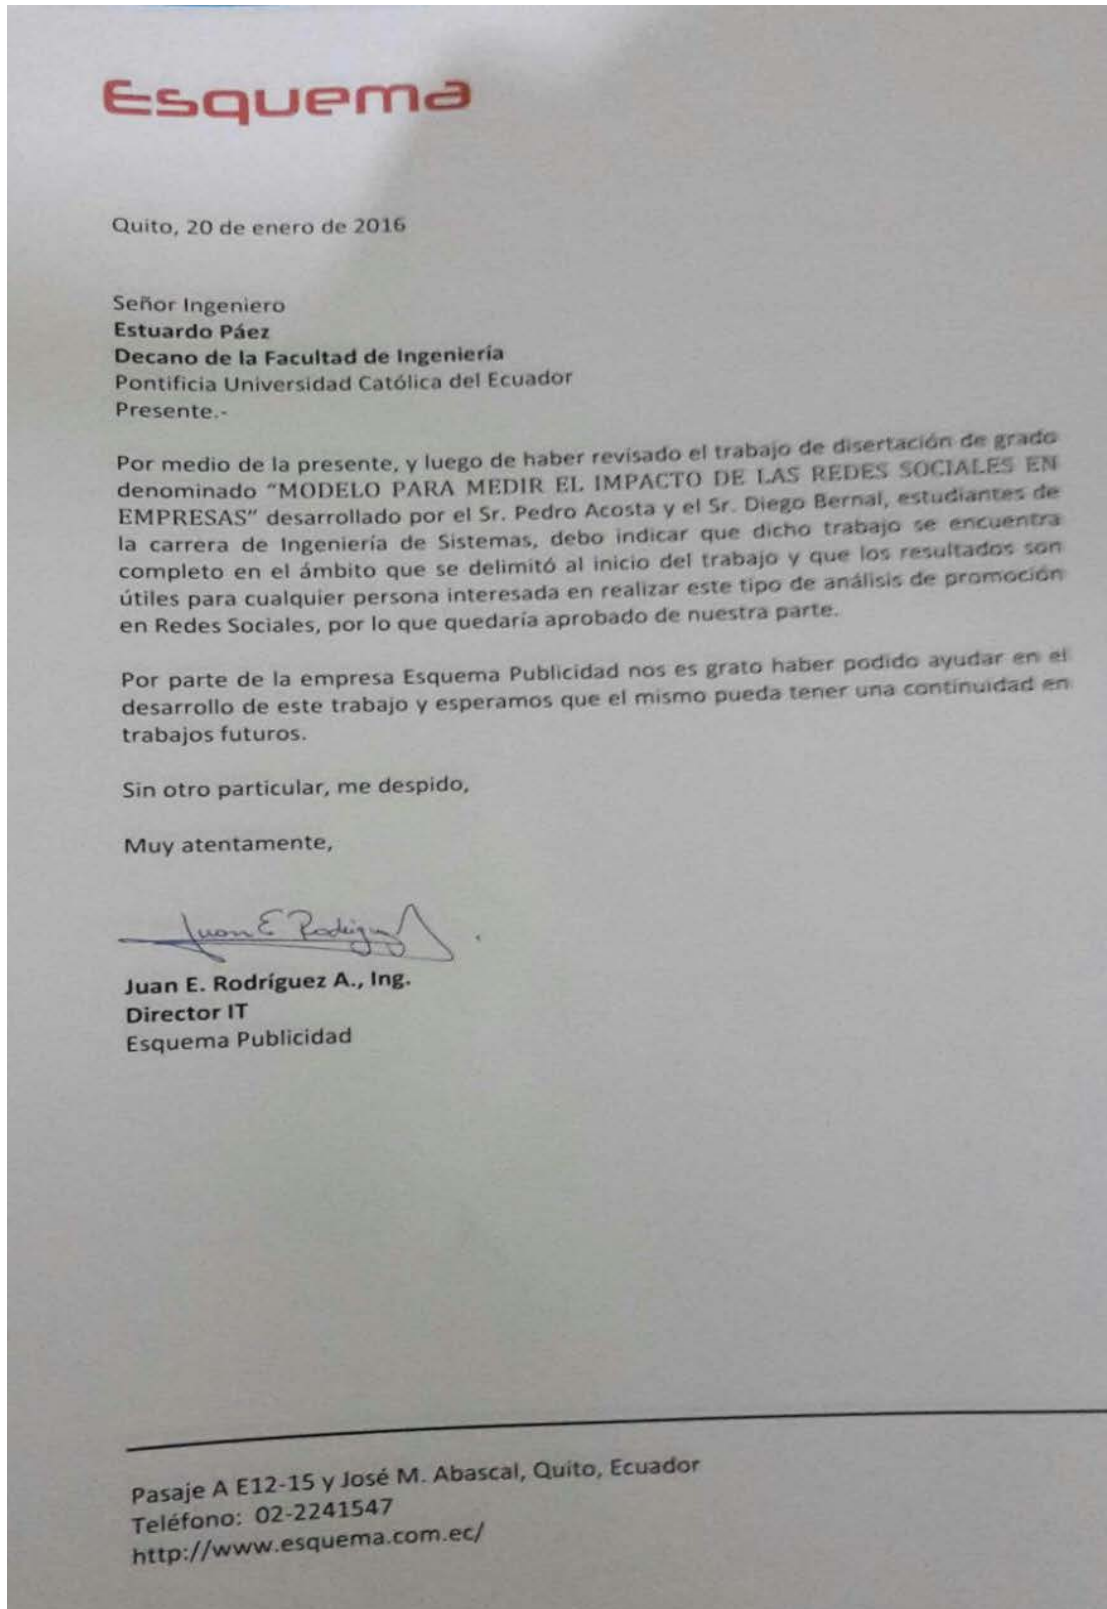 Esquema
Quito, 20 de enero de 2016
Señor Ingeniero
Estuardo Páez
Decano de la Facultad de Ingeniería
Pontificia Universidad Católica del Ecuador
Presente.-
Por medio de la presente, y luego de haber revisado el trabajo de disertación de grado
denominado “MODELO PARA MEDIR EL IMPACTO DE LAS REDES SOCIALES EN
EMPRESAS” desarrollado por el Sr. Pedro Acosta y el Sr. Diego Bernal, estudiantes de
la carrera de Ingeniería de Sistemas, debo indicar que dicho trabajo se encuentra
completo en el ámbito que se delimitó al inicio del trabajo y que los resultados son
útiles para cualquier persona interesada en realizar este tipo de análisis de promoción
en Redes Sociales, por lo que quedaría aprobado de nuestra parte.
Por parte de la empresa Esquema Publicidad nos es grato haber podido ayudar en el
desarrollo de este trabajo y esperamos que el mismo pueda tener una continuidad en
trabajos futuros.
Sin otro particular, me despido,
Muy atentamente,
Juan E Rodríguez
Juan E. Rodríguez A., Ing.
Director IT
Esquema Publicidad
Pasaje A E12-15 y José M. Abascal, Quito, Ecuador
Teléfono: 02-2241547
http://www.esquema.com.ec/